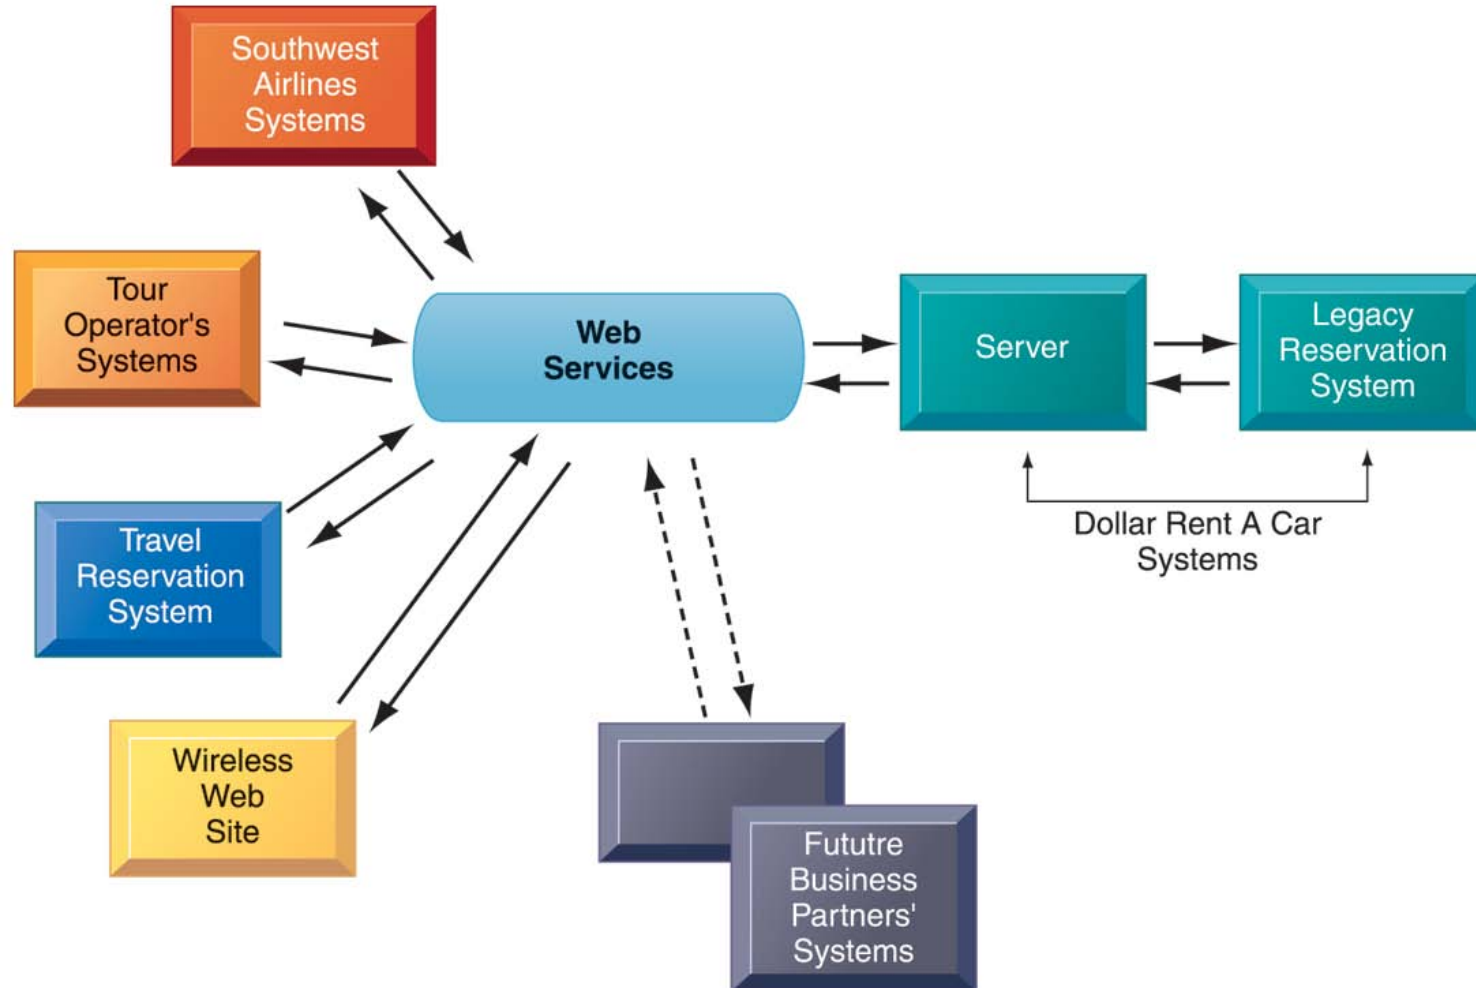 Southwest
Airlines
Systems
Tour
Operator's
Systems
Web
Services
Server
Legacy
Reservation
System
Dollar Rent A Car
Systems
Travel
Reservation
System
Wireless
Web
Site
Fututre
Business
Partners'
Systems